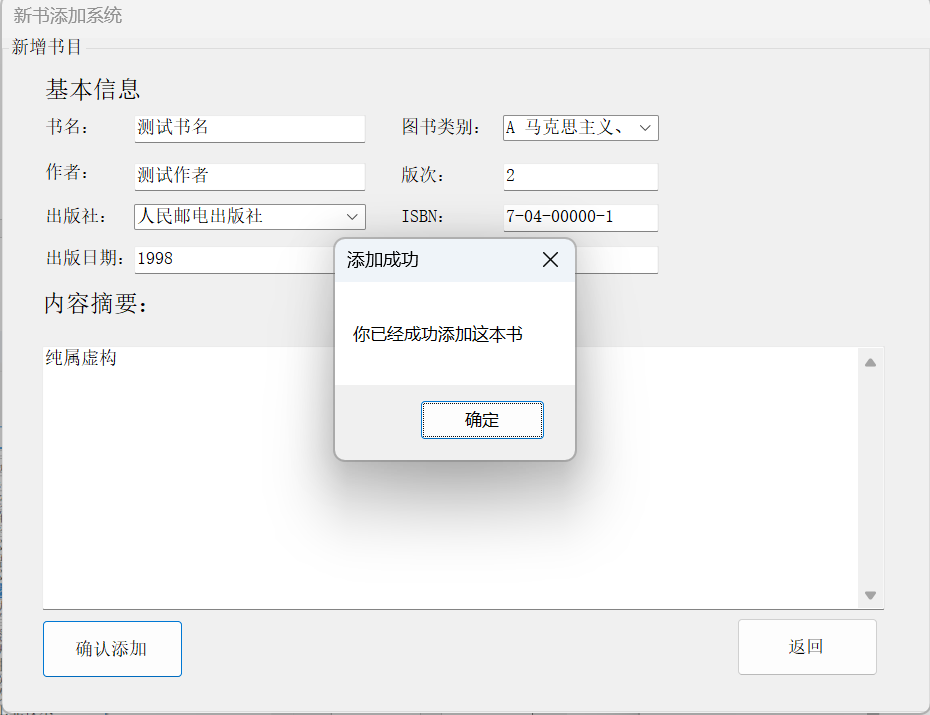 新书添加系统
新增书目
基本信息
书名: 测试书名 图书类别: A 马克思主义、
作者: 测试作者 版次: 2
出版社: 人民邮电出版社 ISBN: 7-04-00000-1
出版日期: 1998
添加成功
你已经成功添加这本书
确定
内容摘要:
纯属虚构
确认添加 返回